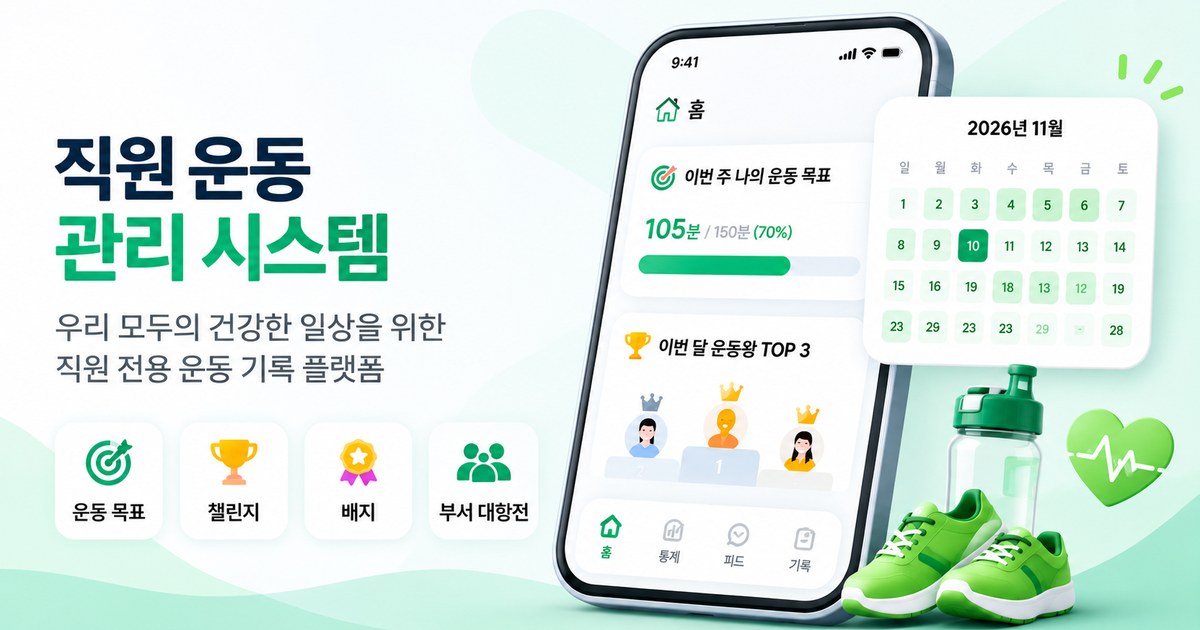 직원 운동
관리 시스템
우리 모두의 건강한 일상을 위한
직원 전용 운동 기록 플랫폼
운동 목표
챌린지
배지
부서 대항전
9:41
홈
이번 주 나의 운동 목표
105분 / 150분 (70%)
이번 달 운동왕 TOP 3
2
1
홈
통계
피드
기록
2026년 11월
일 월 화 수 목 금 토
1 2 3 4 5 6 7
8 9 10 11 12 13 14
15 16 19 18 13 12 19
23 29 23 23 29 28